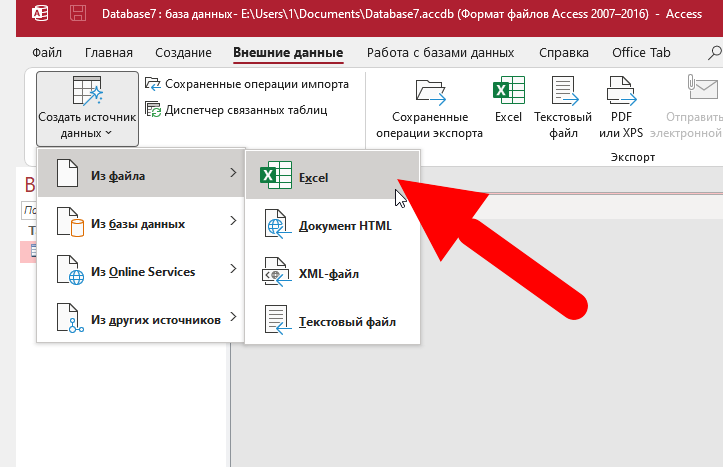 Database7 : база данных- E:\Users\1\Documents\Database7.accdb (Формат файлов Access 2007–2016) - Access
Файл Главная Создание Внешние данные Работа с базами данных Справка Office Tab
Создать источник данных
Сохраненные операции импорта
Диспетчер связанных таблиц
Сохраненные операции экспорта
Excel
Текстовый файл
PDF или XPS
Отправить
электронной
Экспорт
Из файла
Из базы данных
Из Online Services
Из других источников
Excel
Документ HTML
XML-файл
Текстовый файл